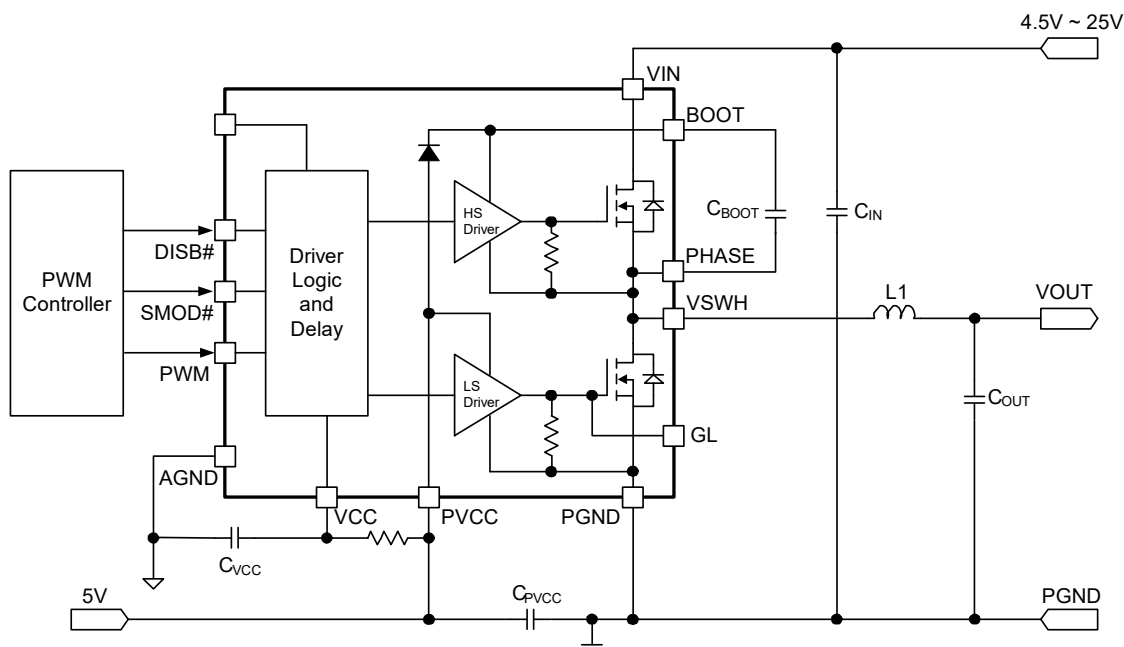 4.5V ~ 25V
VIN
BOOT
PWM
Controller
DISB#
SMOD#
PWM
Driver
Logic
and
Delay
HS
Driver
CBOOT
CIN
PHASE
VSWH
L1
VOUT
LS
Driver
COUT
GL
AGND
VCC
PVCC
PGND
CVCC
5V
CPVCC
PGND